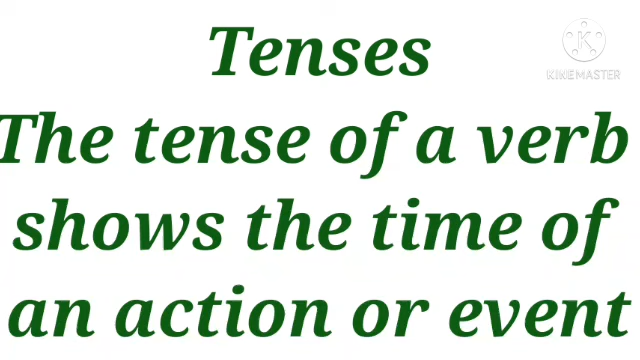 Tenses
KINEMASTER
The tense of a verb
shows the time of
an action or event